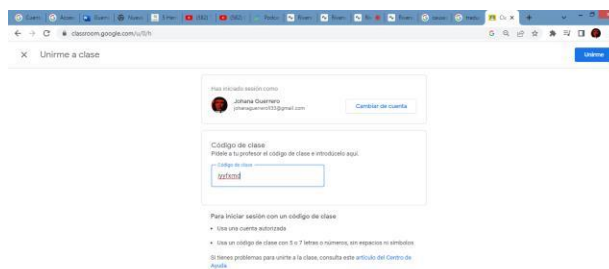 classroom.google.com/u/0/h
Unirme a clase
Unirme
Has iniciado sesión como
Johana Guerrero
Cambiar de cuenta
Código de clase
Pídele a tu profesor el código de clase e introdúcelo aquí.
Código de clase
Para iniciar sesión con un código de clase
• Usa una cuenta autorizada
• Usa un código de clase con 5 o 7 letras o números, sin espacios ni símbolos
Si tienes problemas para unirte a la clase, consulta este artículo del Centro de
Ayuda